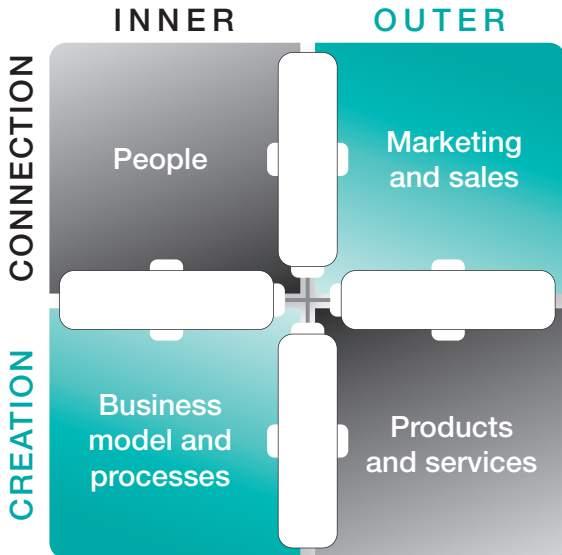 INNER
OUTER
CONNECTION
People
Marketing
and sales
CREATION
Business
model and
processes
Products
and services